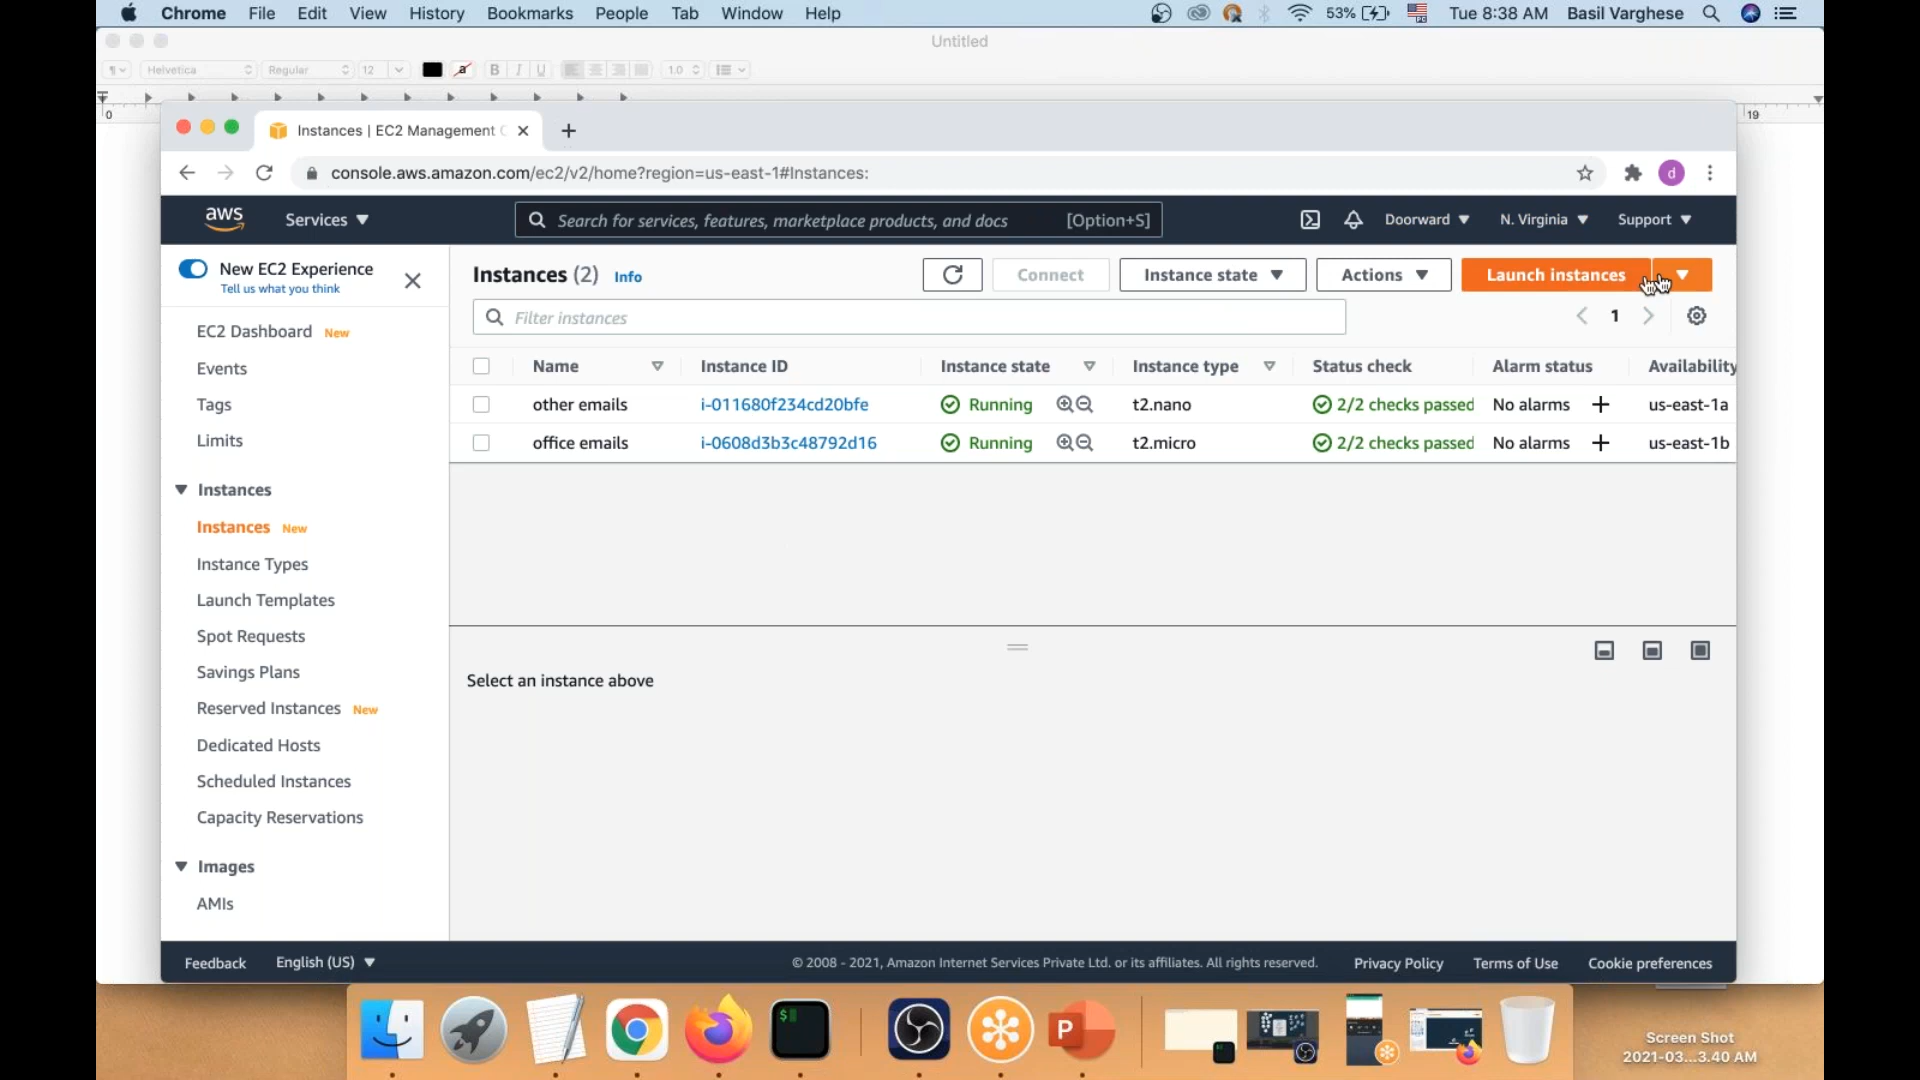 Chrome File Edit View History Bookmarks People Tab Window Help 53% Tue 8:38 AM Basil Varghese
Untitled
Helvetica Regular 12 a B I U 1.0
0 19
Instances | EC2 Management C
console.aws.amazon.com/ec2/v2/home?region=us-east-1#Instances: d
aws Services Search for services, features, marketplace products, and docs [Option+S] Doorward N. Virginia Support
New EC2 Experience
Tell us what you think
EC2 Dashboard New
Events
Tags
Limits
Instances
Instances New
Instance Types
Launch Templates
Spot Requests
Savings Plans
Reserved Instances New
Dedicated Hosts
Scheduled Instances
Capacity Reservations
Images
AMIs
Instances (2) Info Connect Instance state Actions Launch instances
Filter instances 1
Name Instance ID Instance state Instance type Status check Alarm status Availability
other emails i-011680f234cd20bfe Running t2.nano 2/2 checks passed No alarms us-east-1a
office emails i-0608d3b3c48792d16 Running t2.micro 2/2 checks passed No alarms us-east-1b
Select an instance above
Feedback English (US) © 2008 - 2021, Amazon Internet Services Private Ltd. or its affiliates. All rights reserved. Privacy Policy Terms of Use Cookie preferences
$ P
Screen Shot
2021-03...3.40 AM